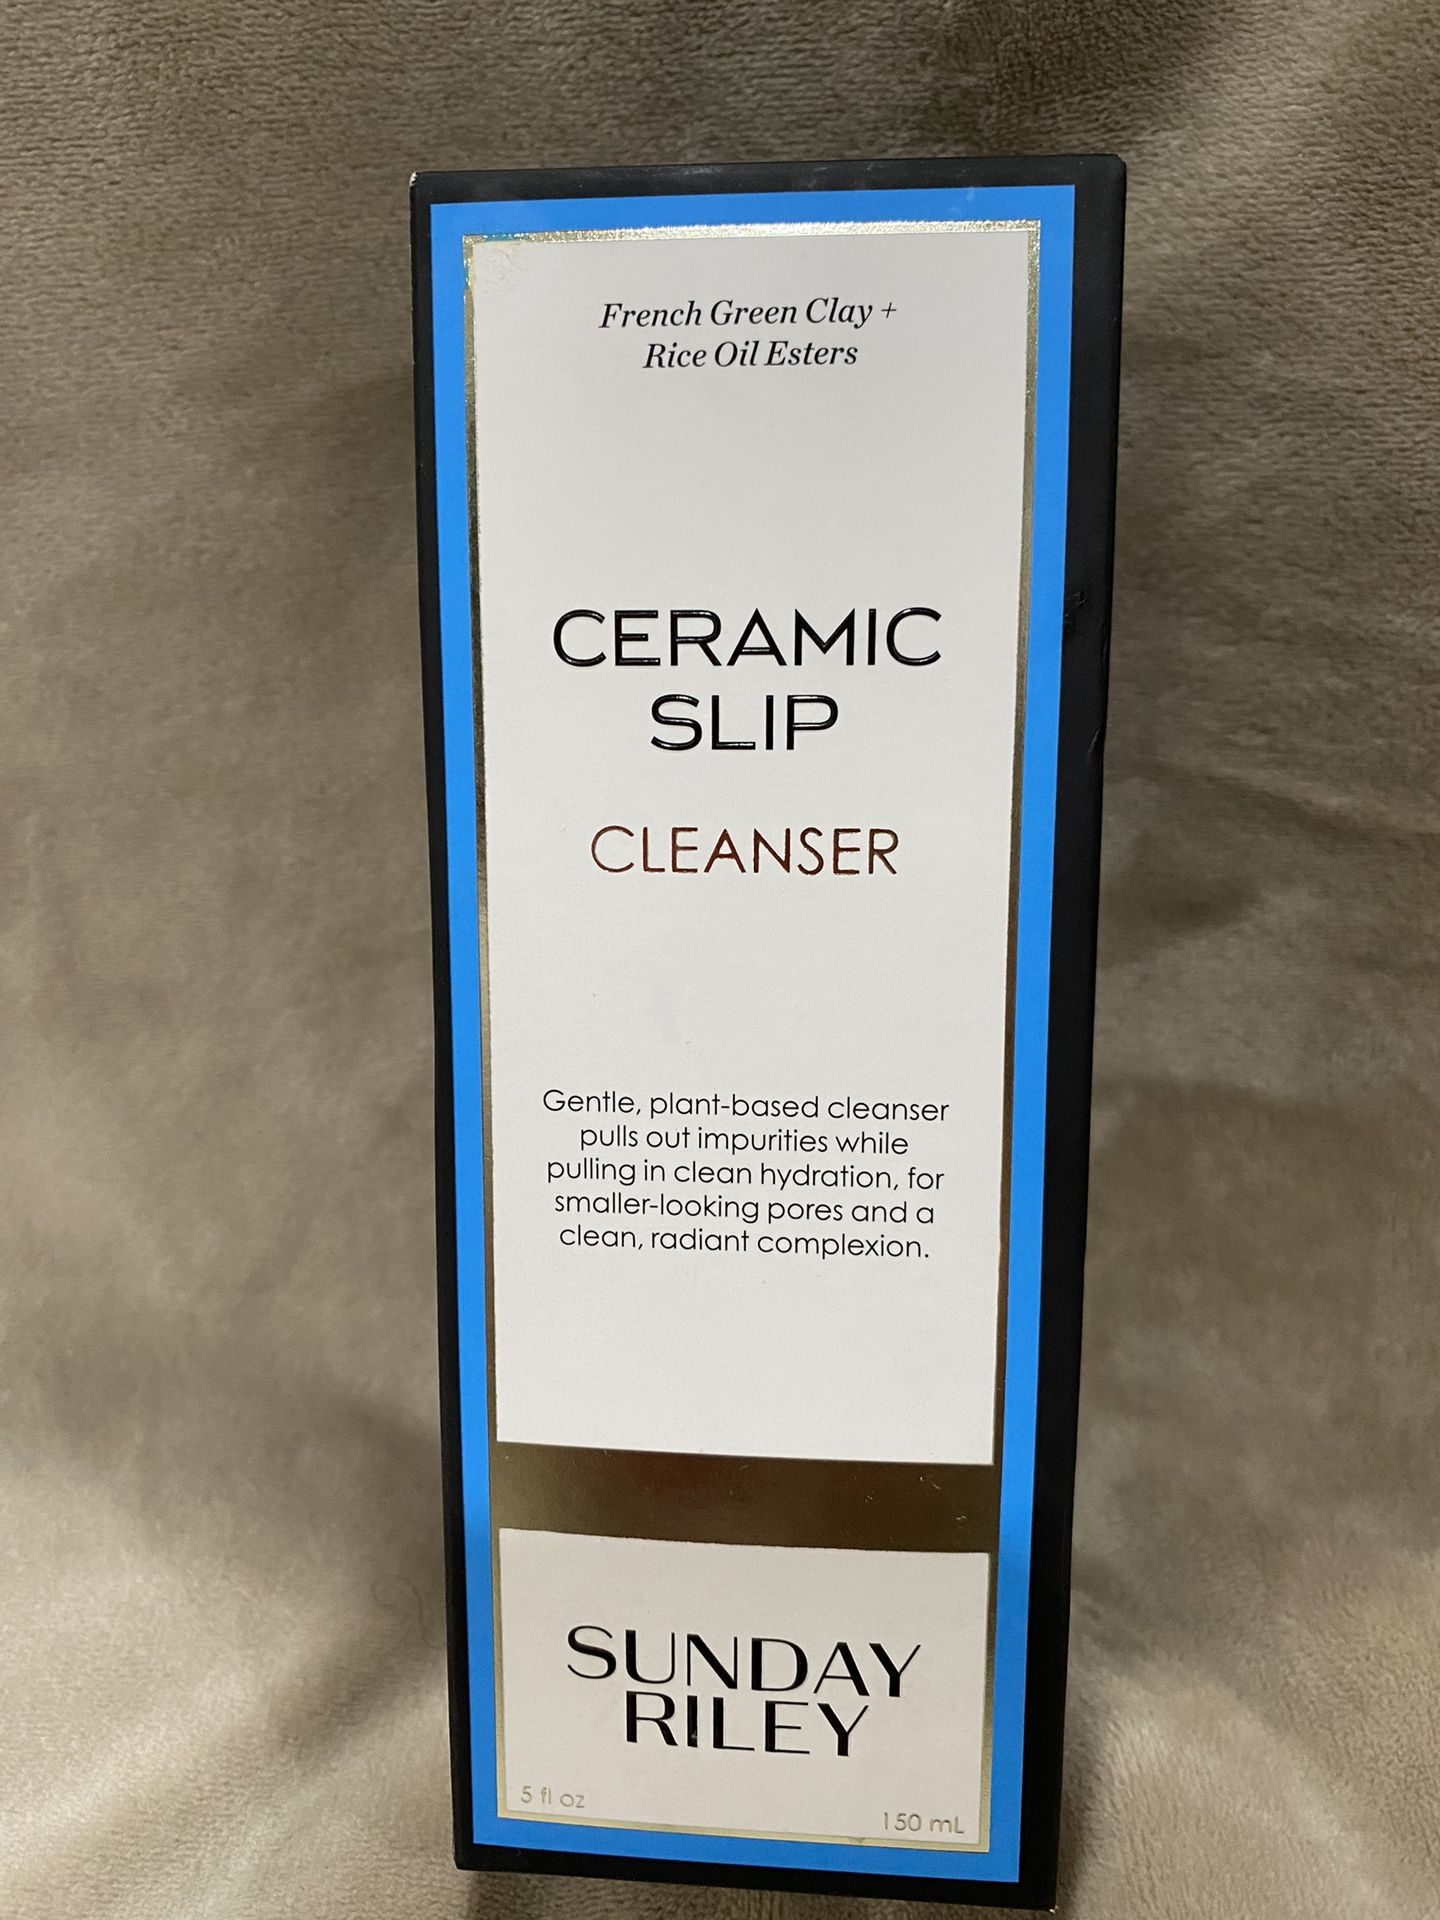 French Green Clay +
Rice Oil Esters
CERAMIC
SLIP
CLEANSER
Gentle, plant-based cleanser
pulls out impurities while
pulling in clean hydration, for
smaller-looking pores and a
clean, radiant complexion.
SUNDAY
RILEY
5 fl oz
150 mL